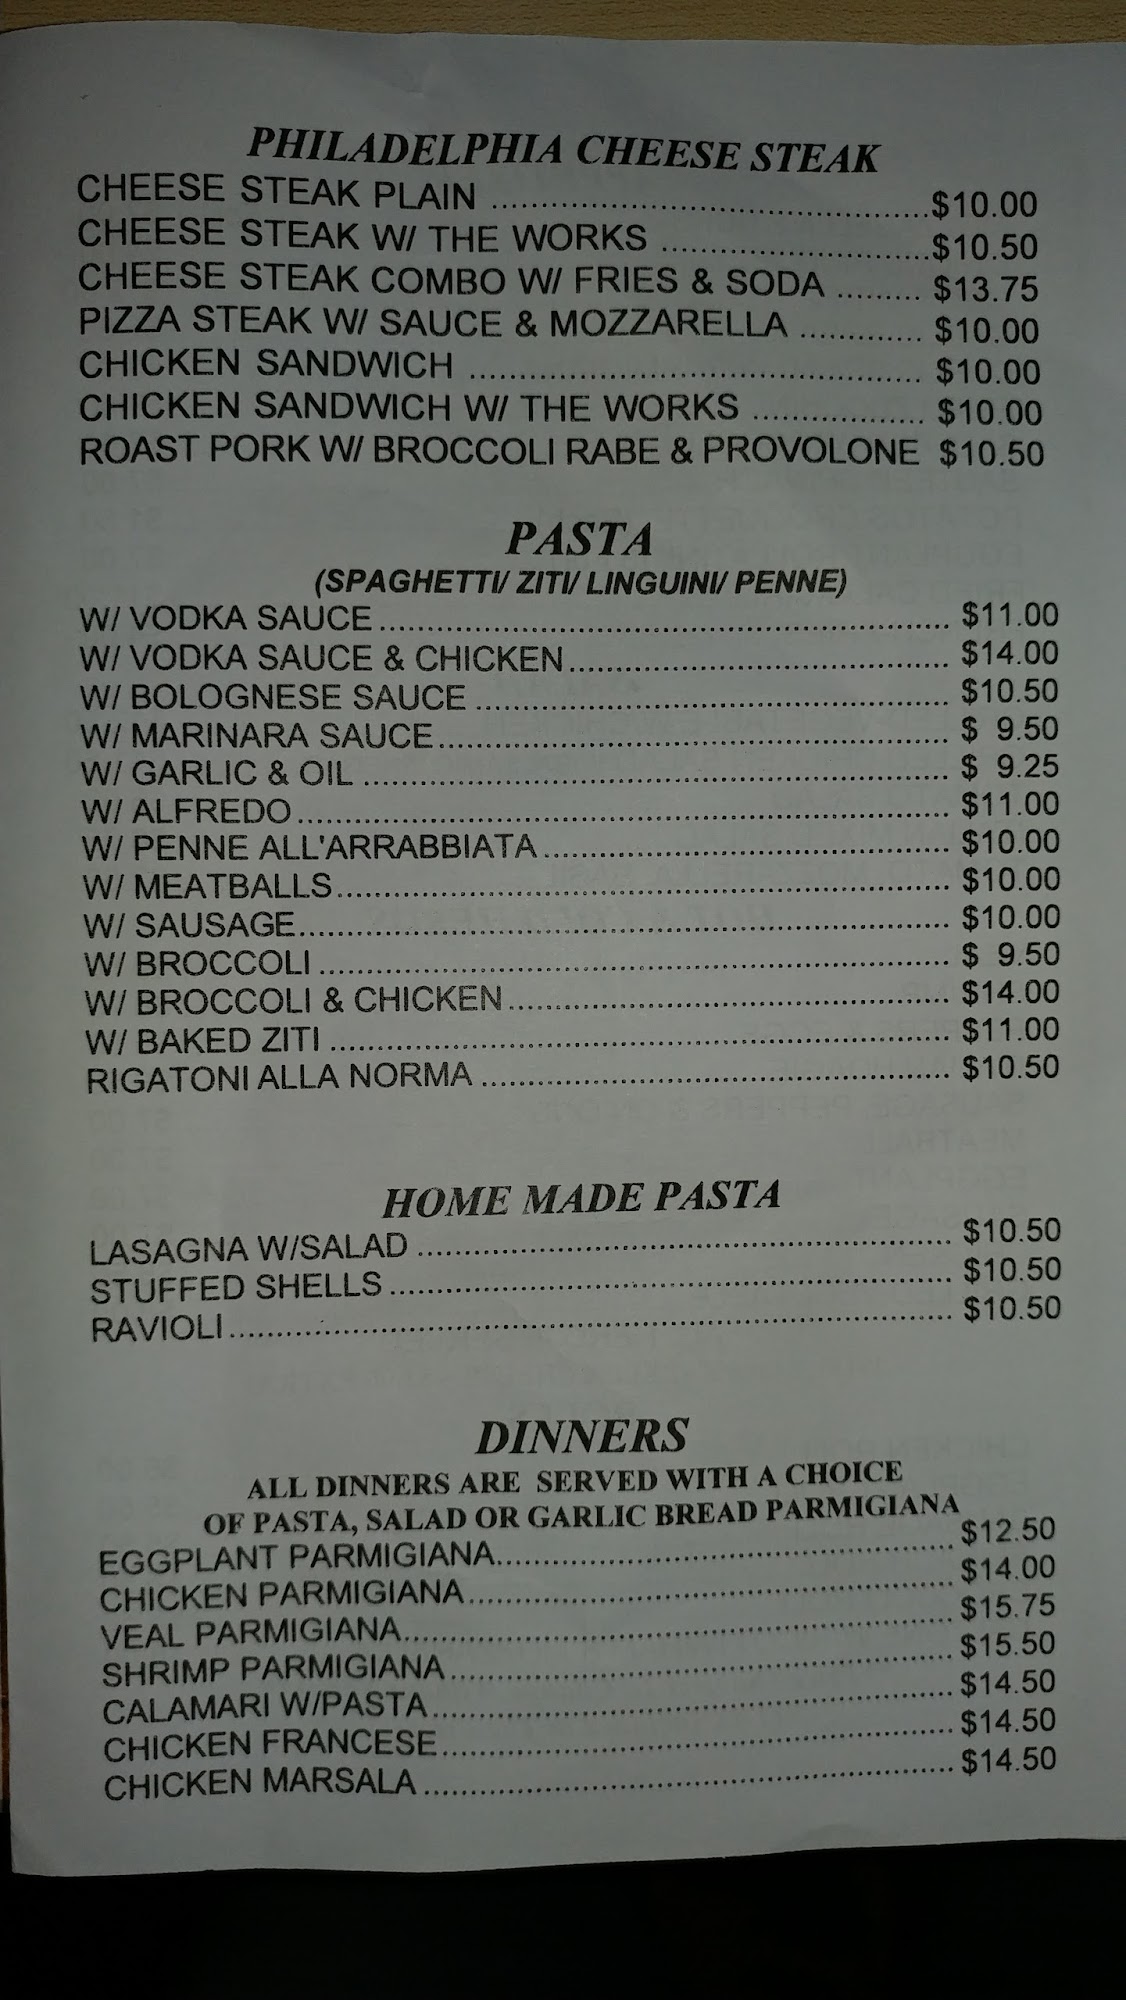 PHILADELPHIA CHEESE STEAK
CHEESE STEAK PLAIN ................................................ $10.00
CHEESE STEAK W/ THE WORKS ............................. $10.50
CHEESE STEAK COMBO W/ FRIES & SODA ......... $13.75
PIZZA STEAK W/ SAUCE & MOZZARELLA ............. $10.00
CHICKEN SANDWICH ................................................. $10.00
CHICKEN SANDWICH W/ THE WORKS .................. $10.00
ROAST PORK W/ BROCCOLI RABE & PROVOLONE $10.50
PASTA
(SPAGHETTI/ ZITI/ LINGUINI/ PENNE)
W/ VODKA SAUCE ................................................ $11.00
W/ VODKA SAUCE & CHICKEN ................................ $14.00
W/ BOLOGNESE SAUCE ........................................ $10.50
W/ MARINARA SAUCE ........................................... $ 9.50
W/ GARLIC & OIL .................................................. $ 9.25
W/ ALFREDO ....................................................... $11.00
W/ PENNE ALL'ARRABBIATA .................................. $10.00
W/ MEATBALLS .................................................... $10.00
W/ SAUSAGE ....................................................... $10.00
W/ BROCCOLI ...................................................... $ 9.50
W/ BROCCOLI & CHICKEN ..................................... $14.00
W/ BAKED ZITI ..................................................... $11.00
RIGATONI ALLA NORMA ....................................... $10.50
HOME MADE PASTA
LASAGNA W/SALAD ............................................. $10.50
STUFFED SHELLS ................................................ $10.50
RAVIOLI .............................................................. $10.50
DINNERS
ALL DINNERS ARE SERVED WITH A CHOICE
OF PASTA, SALAD OR GARLIC BREAD PARMIGIANA
EGGPLANT PARMIGIANA ....................................... $12.50
CHICKEN PARMIGIANA ......................................... $14.00
VEAL PARMIGIANA ............................................... $15.75
SHRIMP PARMIGIANA ........................................... $15.50
CALAMARI W/PASTA ............................................. $14.50
CHICKEN FRANCESE ............................................ $14.50
CHICKEN MARSALA .............................................. $14.50